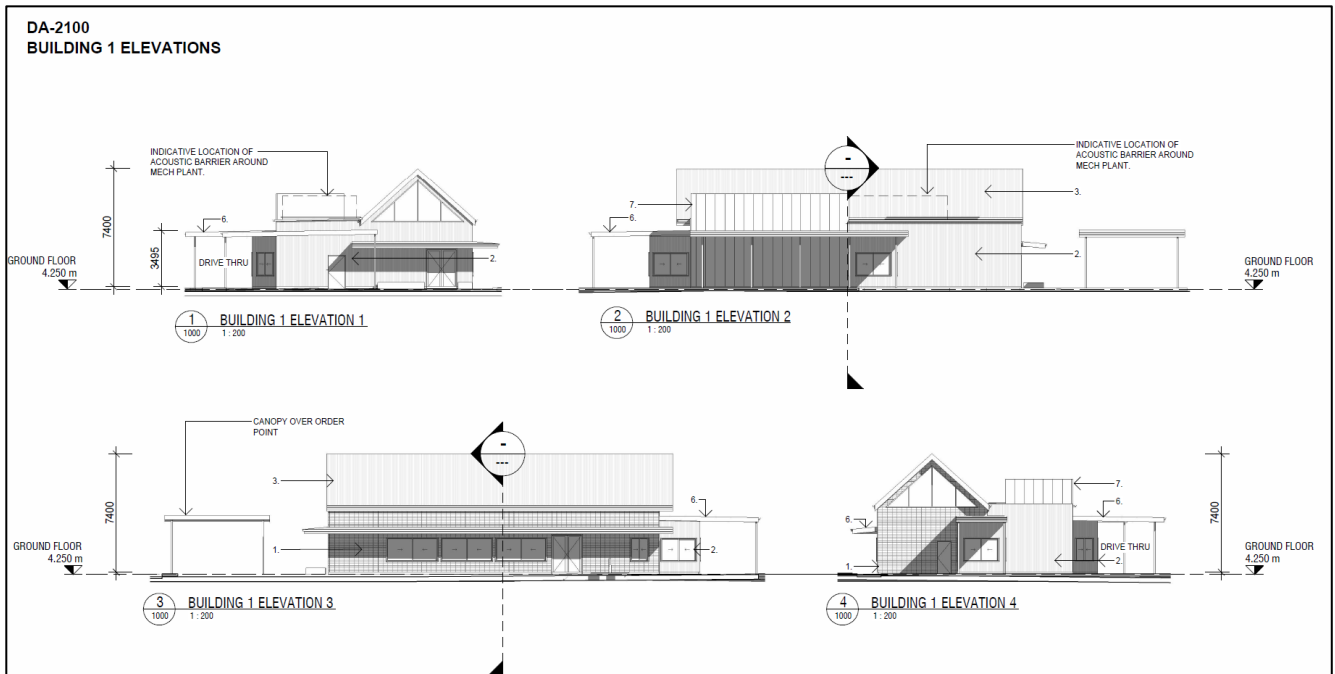 DA-2100
BUILDING 1 ELEVATIONS
INDICATIVE LOCATION OF
ACOUSTIC BARRIER AROUND
MECH PLANT.
7400
3495
6.
2.
DRIVE THRU
GROUND FLOOR
4.250 m
1
1000
BUILDING 1 ELEVATION 1
1 : 200
-
---
INDICATIVE LOCATION OF
ACOUSTIC BARRIER AROUND
MECH PLANT.
7.
6.
3.
2.
GROUND FLOOR
4.250 m
2
1000
BUILDING 1 ELEVATION 2
1 : 200
CANOPY OVER ORDER
POINT
-
---
3.
6.
7400
1.
2.
GROUND FLOOR
4.250 m
3
1000
BUILDING 1 ELEVATION 3
1 : 200
7.
6.
6.
7400
DRIVE THRU
1.
2.
GROUND FLOOR
4.250 m
4
1000
BUILDING 1 ELEVATION 4
1 : 200